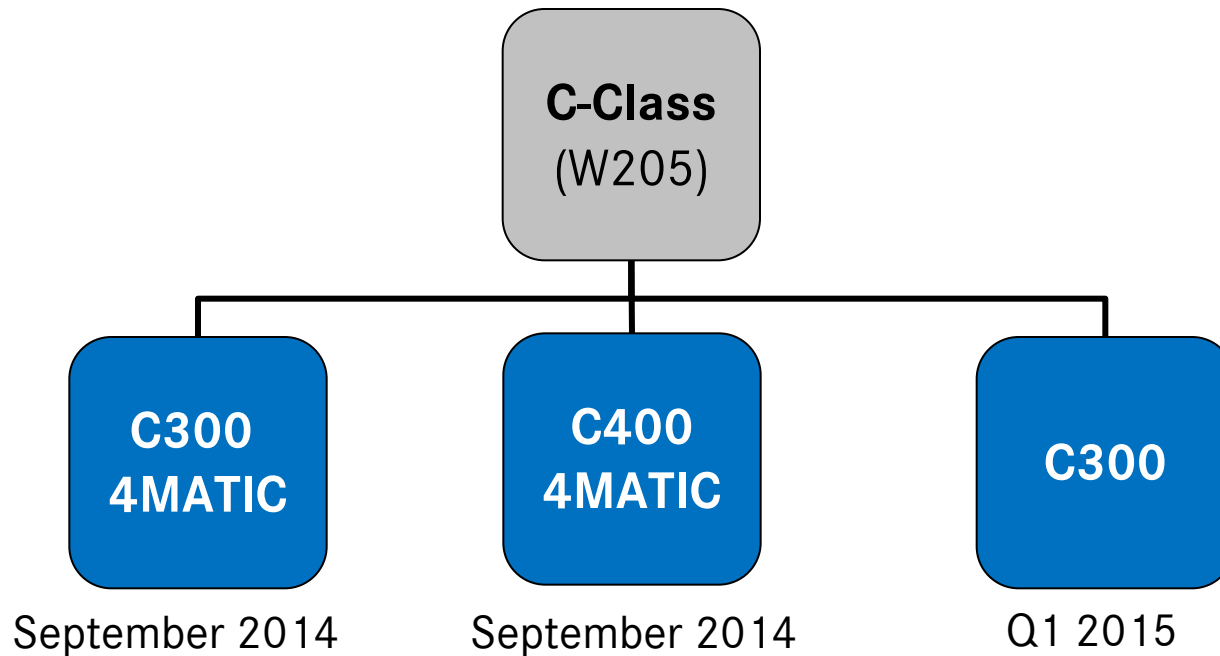 C-Class
(W205)
C300
4MATIC
C400
4MATIC
C300
September 2014
September 2014
Q1 2015